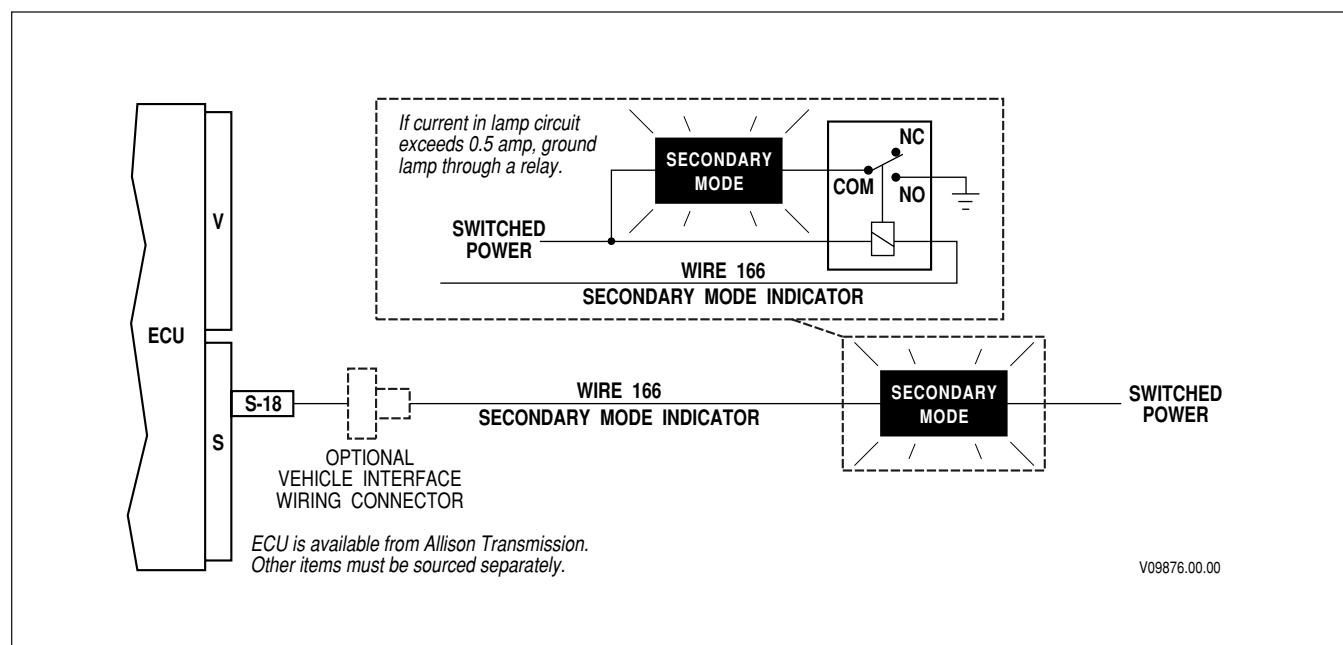 If current in lamp circuit
exceeds 0.5 amp, ground
lamp through a relay.
SECONDARY
MODE
NC
COM
NO
SWITCHED
POWER
WIRE 166
SECONDARY MODE INDICATOR
V
ECU
S-18
S
WIRE 166
SECONDARY MODE INDICATOR
SECONDARY
MODE
SWITCHED
POWER
OPTIONAL
VEHICLE INTERFACE
WIRING CONNECTOR
ECU is available from Allison Transmission.
Other items must be sourced separately.
V09876.00.00